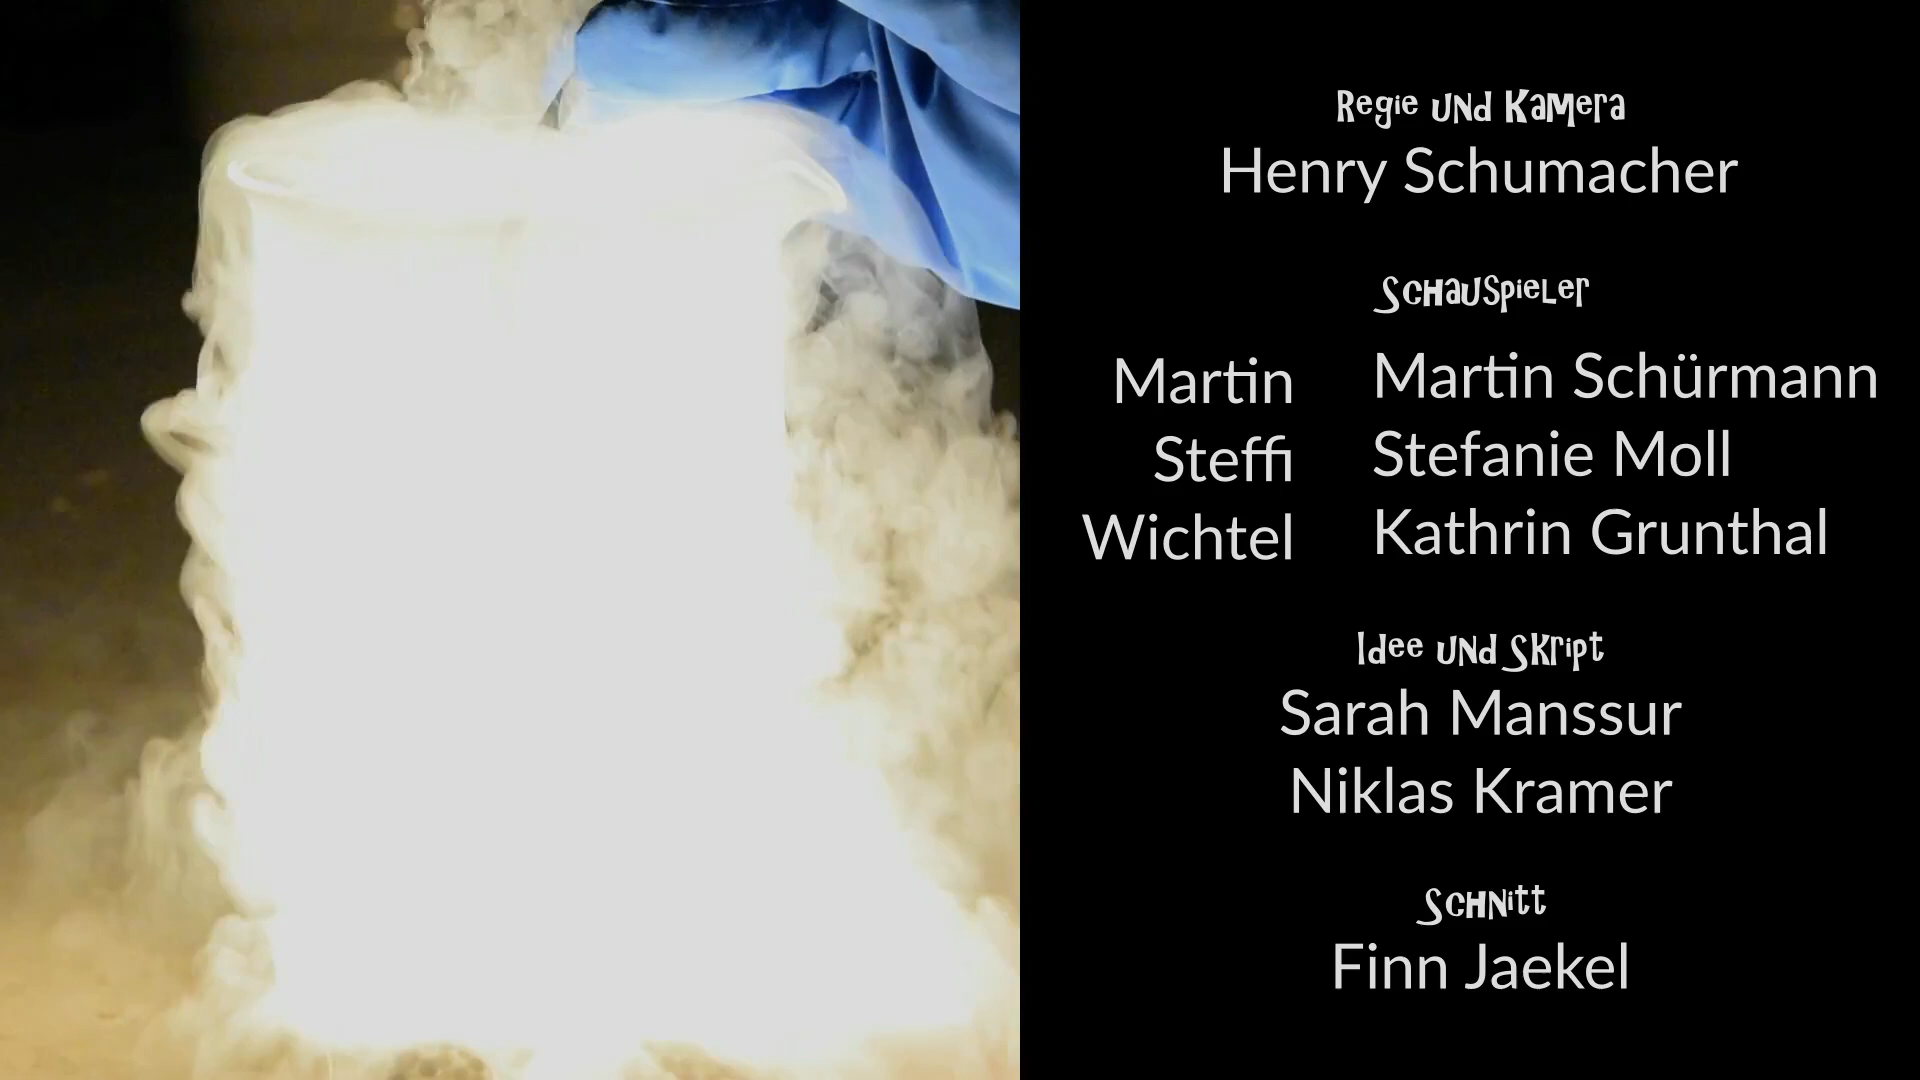 Regie und Kamera
Henry Schumacher
Schauspieler
Martin Martin Schürmann
Steffi Stefanie Moll
Wichtel Kathrin Grunthal
Idee und Skript
Sarah Manssur
Niklas Kramer
Schnitt
Finn Jaekel